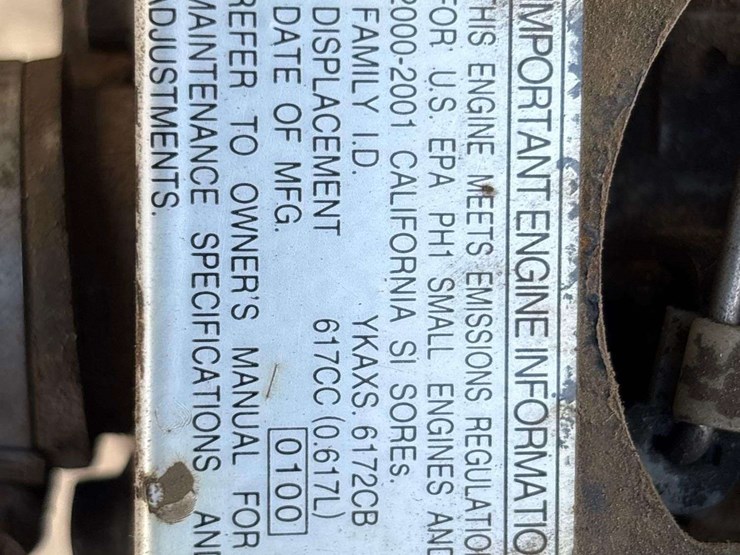 IMPORTANT ENGINE INFORMATIO
HIS ENGINE MEETS EMISSIONS REGULATIO
FOR U.S. EPA PH1 SMALL ENGINES AND
2000-2001 CALIFORNIA SI SORES.
FAMILY I.D. YKAXS. 6172CB
DISPLACEMENT 617CC (0.617L)
DATE OF MFG. 0100
REFER TO OWNER'S MANUAL FOR
MAINTENANCE SPECIFICATIONS AND
ADJUSTMENTS.